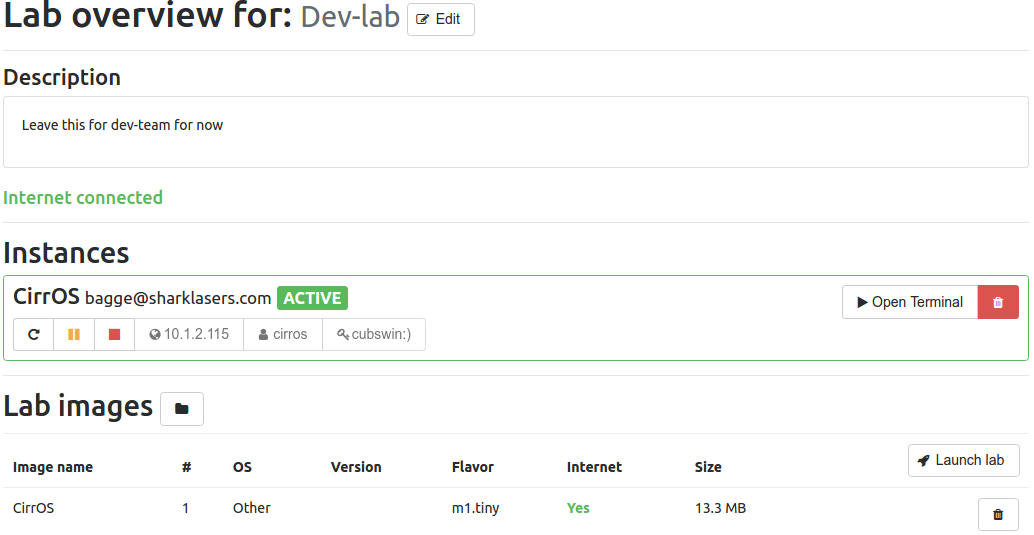 Lab overview for: Dev-lab Edit
Description
Leave this for dev-team for now
Internet connected
Instances
CirrOS bagge@sharklasers.com ACTIVE
Open Terminal
10.1.2.115 cirros cubswin:)
Lab images
Launch lab
Image name # OS Version Flavor Internet Size
CirrOS 1 Other m1.tiny Yes 13.3 MB